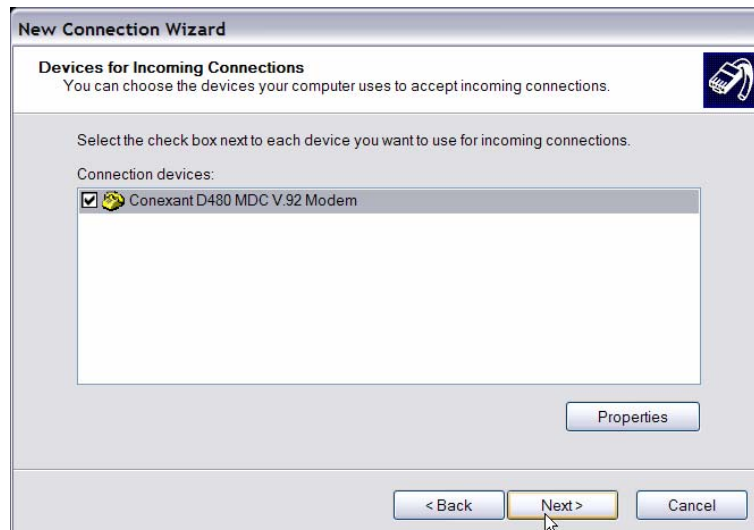 New Connection Wizard
Devices for Incoming Connections
You can choose the devices your computer uses to accept incoming connections.
Select the check box next to each device you want to use for incoming connections.
Connection devices:
Conexant D480 MDC V.92 Modem
Properties
< Back
Next >
Cancel